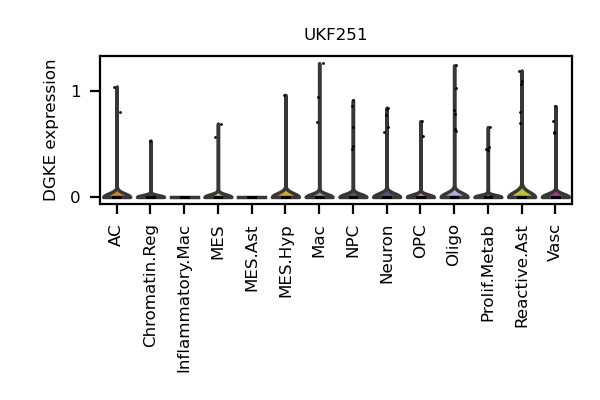 UKF251
DGKE expression
1
0
AC
Chromatin.Reg
Inflammatory.Mac
MES
MES.Ast
MES.Hyp
Mac
NPC
Neuron
OPC
Oligo
Prolif.Metab
Reactive.Ast
Vasc